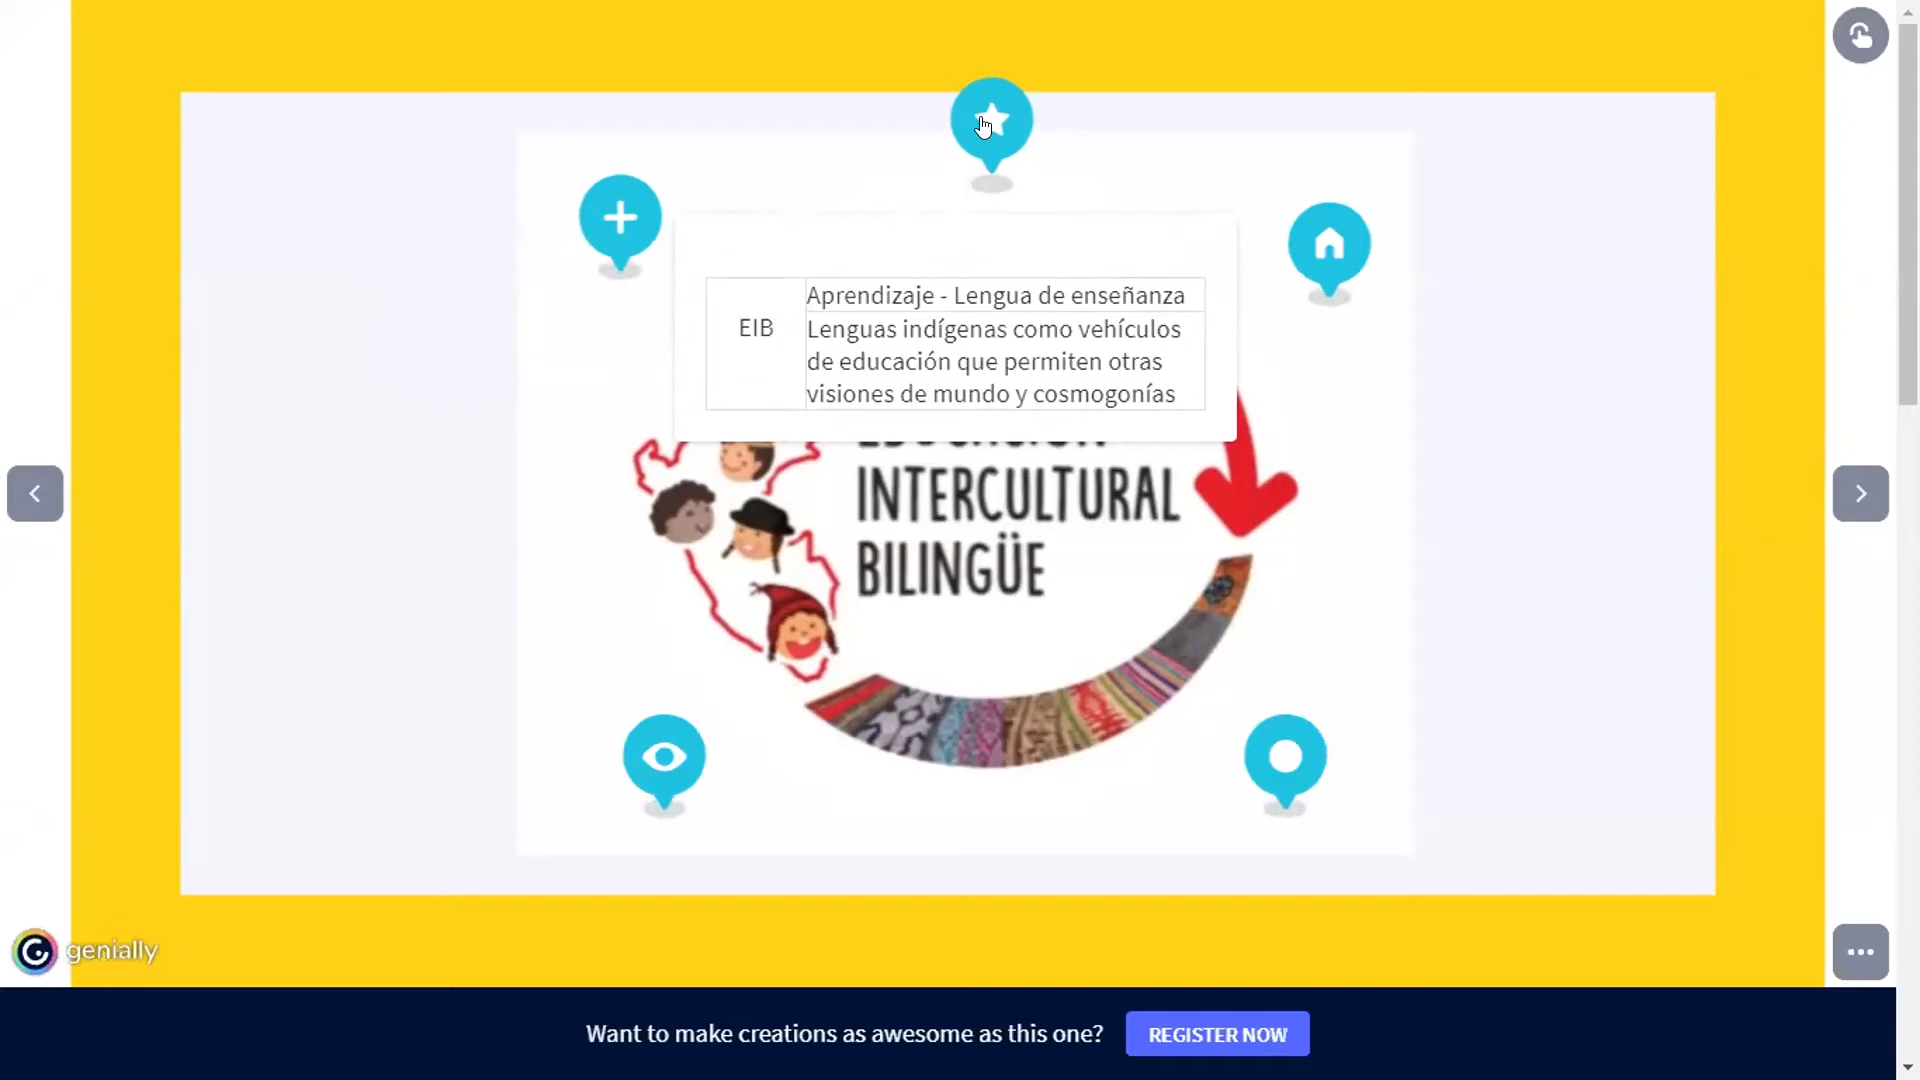 EIB
Aprendizaje - Lengua de enseñanza
Lenguas indígenas como vehículos
de educación que permiten otras
visiones de mundo y cosmogonías
INTERCULTURAL
BILINGÜE
genially
Want to make creations as awesome as this one?
REGISTER NOW